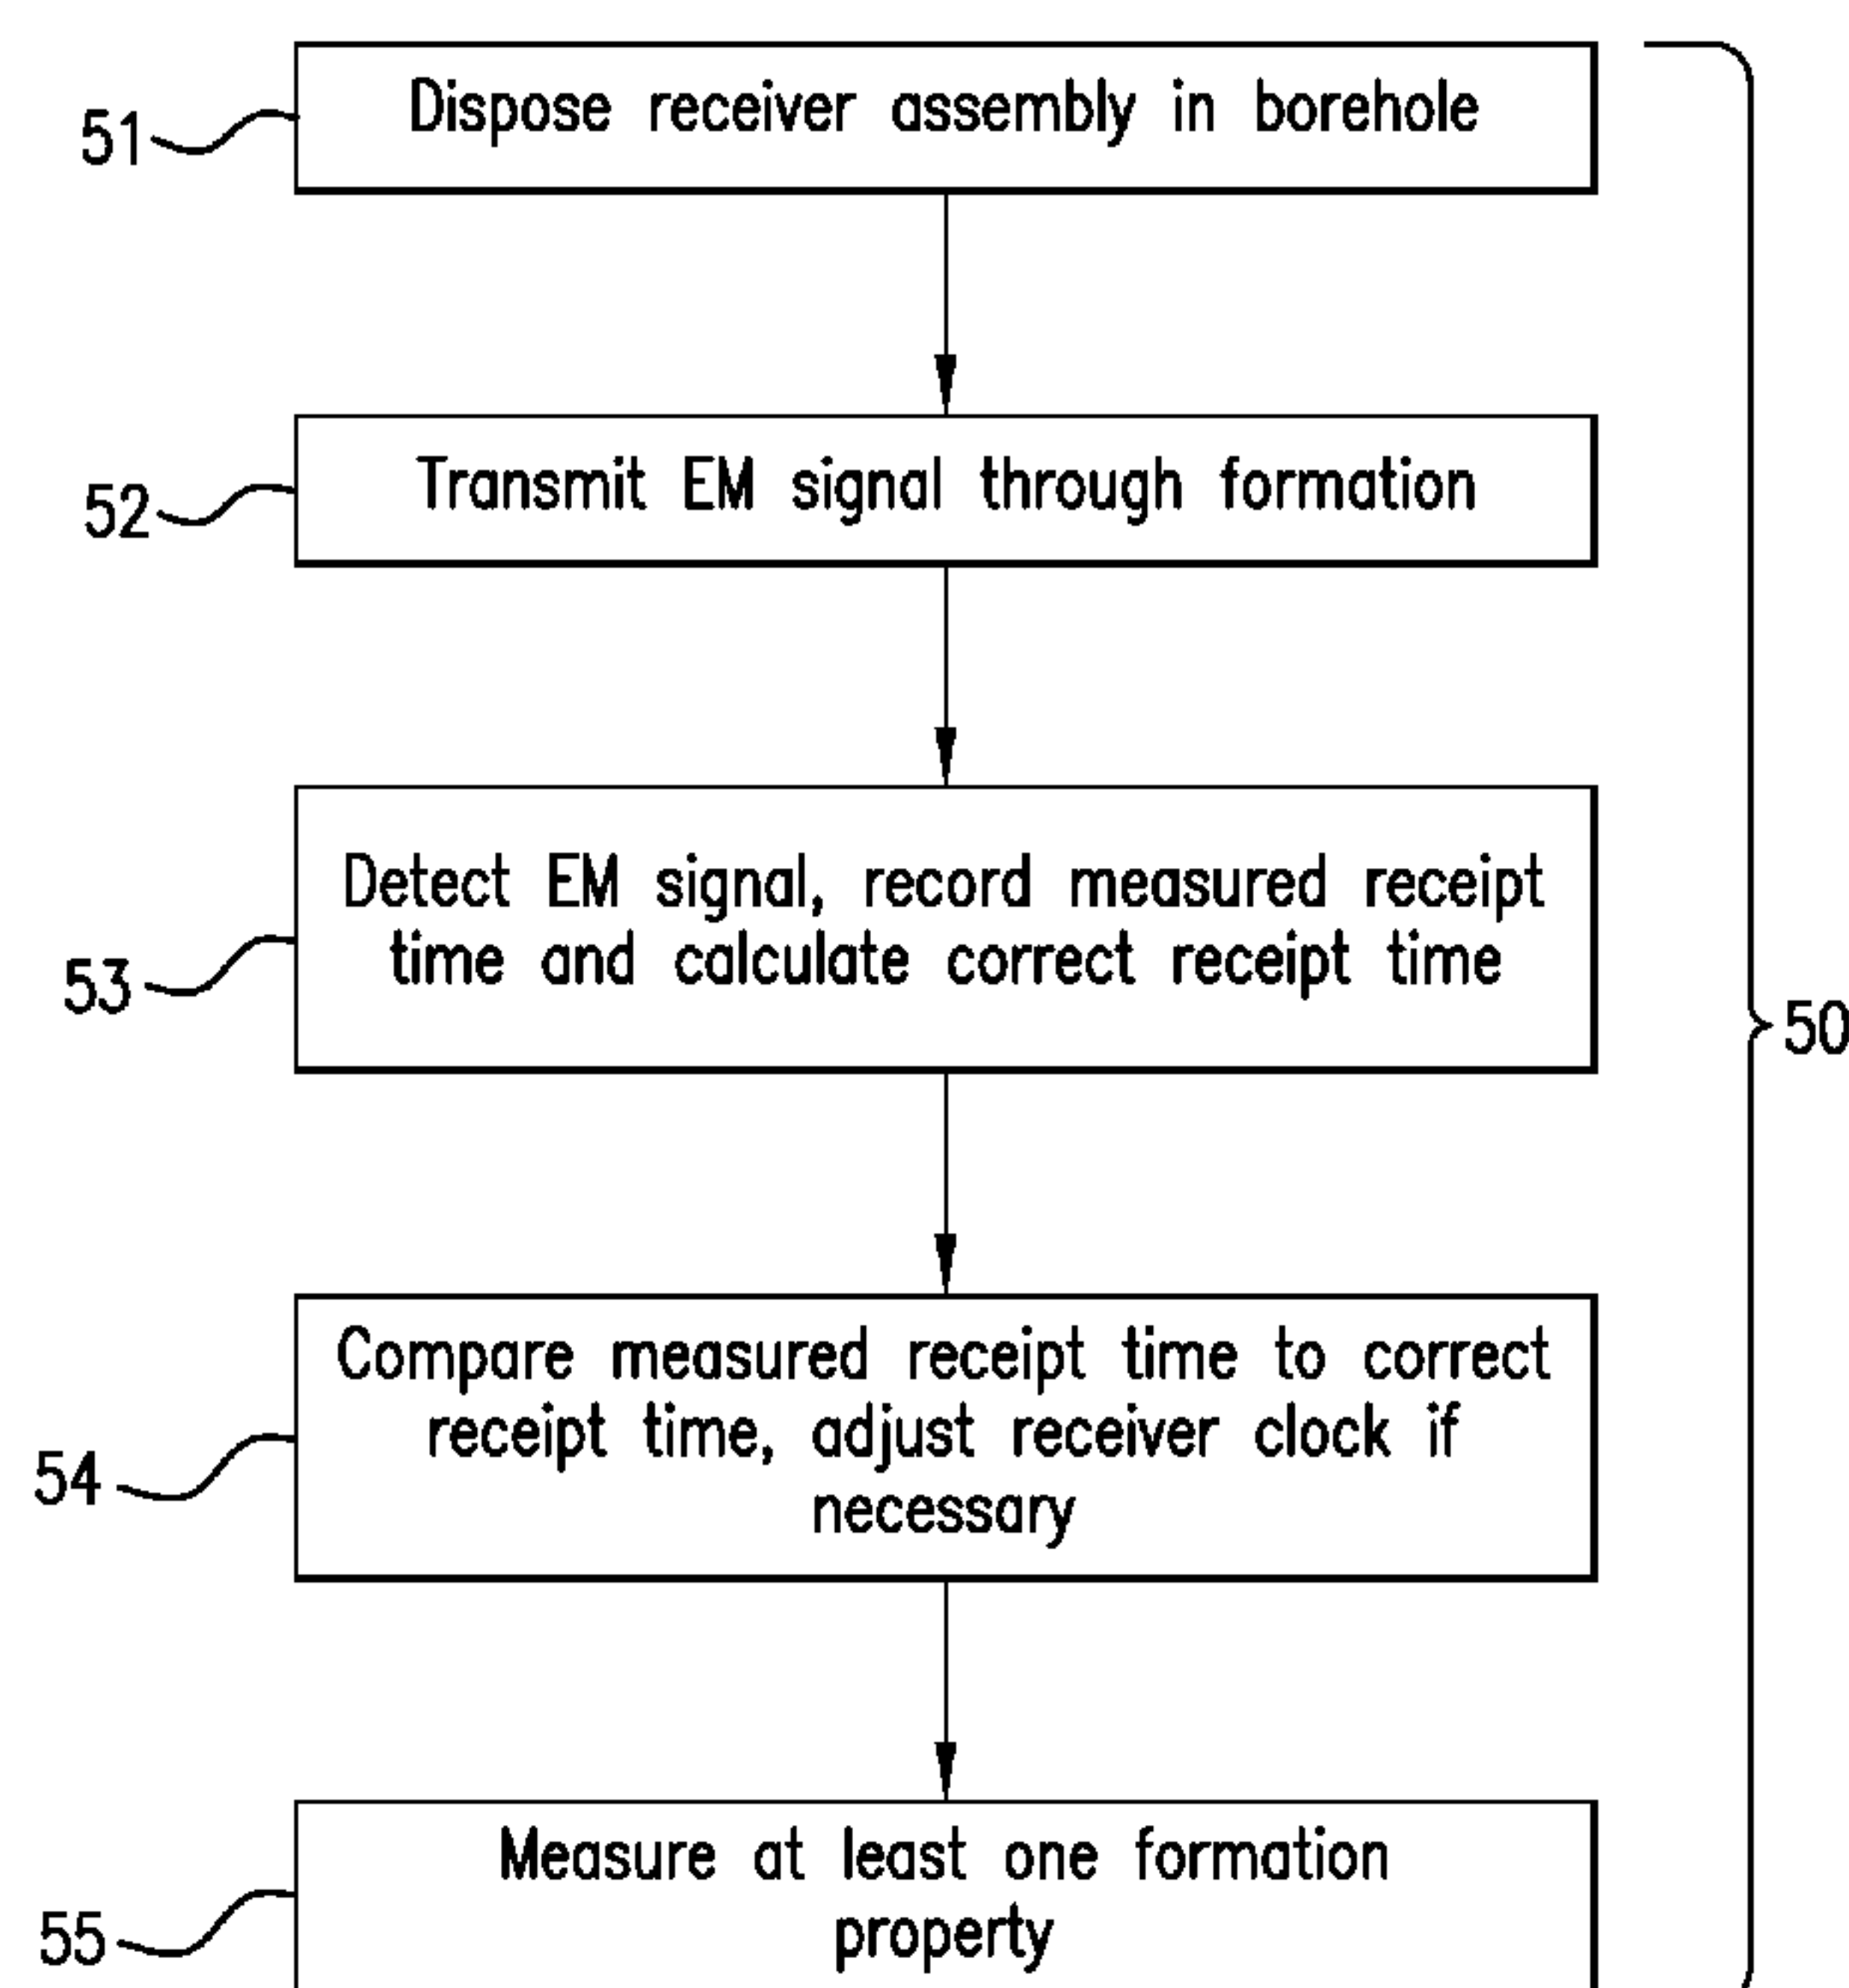 51
Dispose receiver assembly in borehole
52
Transmit EM signal through formation
53
Detect EM signal, record measured receipt
time and calculate correct receipt time
50
54
Compare measured receipt time to correct
receipt time, adjust receiver clock if
necessary
55
Measure at least one formation
property